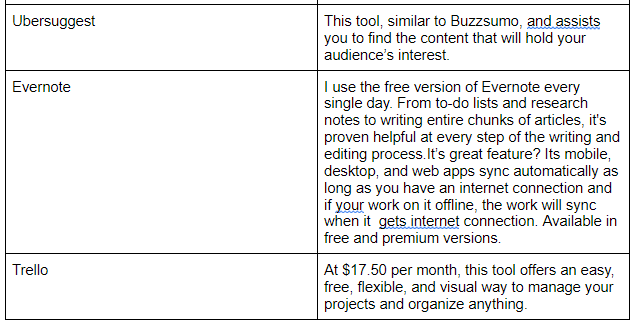 Ubersuggest
This tool, similar to Buzzsumo, and assists
you to find the content that will hold your
audience's interest.
Evernote
I use the free version of Evernote every
single day. From to-do lists and research
notes to writing entire chunks of articles, it's
proven helpful at every step of the writing and
editing process.It's great feature? Its mobile,
desktop, and web apps sync automatically as
long as you have an internet connection and
if your work on it offline, the work will sync
when it  gets internet connection. Available in
free and premium versions.
Trello
At $17.50 per month, this tool offers an easy,
free, flexible, and visual way to manage your
projects and organize anything.